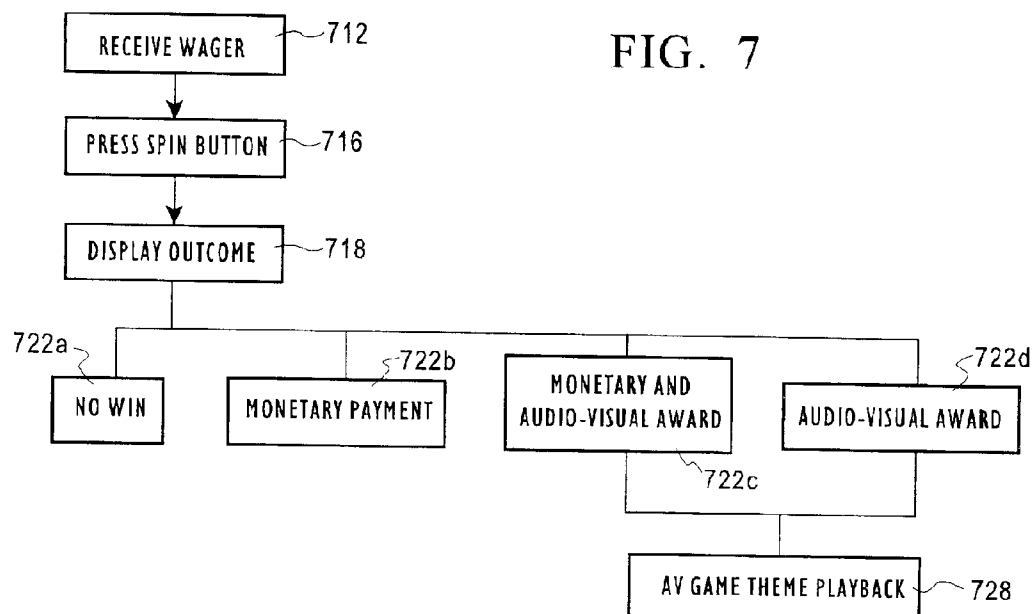 RECEIVE WAGER
712
FIG. 7
PRESS SPIN BUTTON
716
DISPLAY OUTCOME
718
722a
NO WIN
722b
MONETARY PAYMENT
MONETARY AND
AUDIO-VISUAL AWARD
722c
722d
AUDIO-VISUAL AWARD
AV GAME THEME PLAYBACK
728